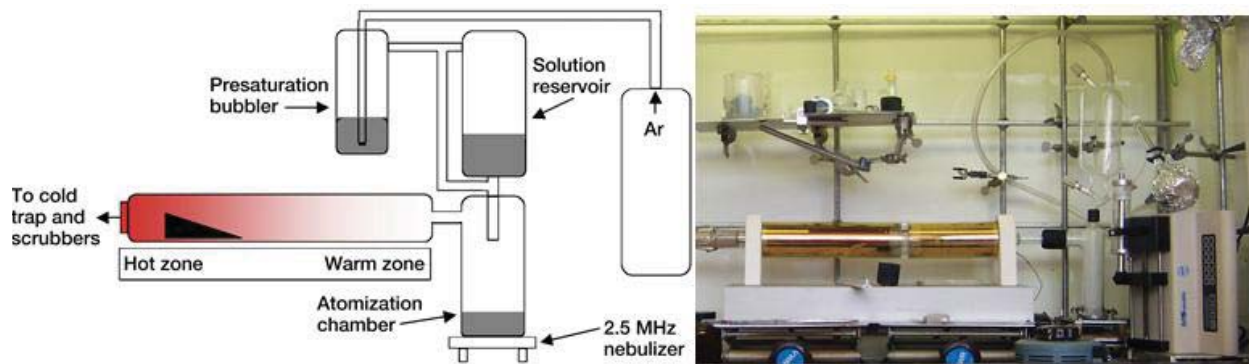 Presaturation
bubbler
Solution
reservoir
Ar
To cold
trap and
scrubbers
Hot zone
Warm zone
Atomization
chamber
2.5 MHz
nebulizer